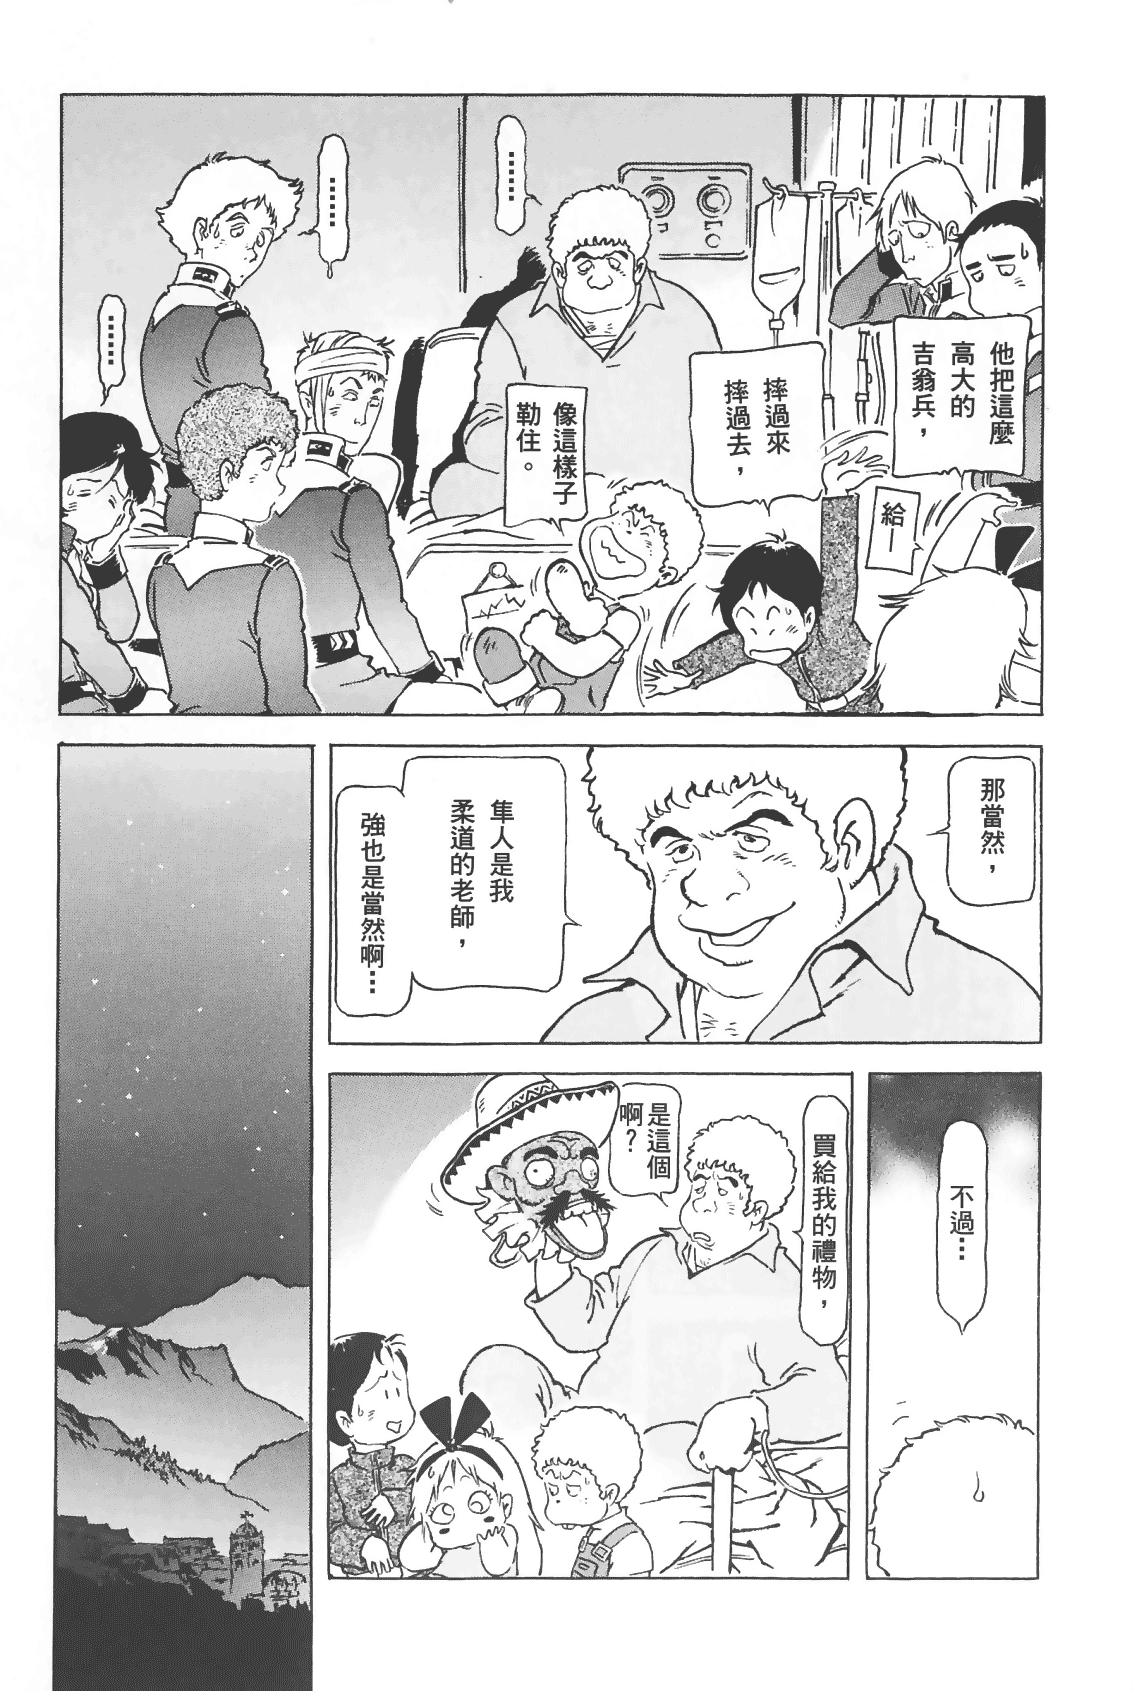 他把這麼
高大的
吉翁兵，
給－
摔過來
摔過去，
像這樣子
勒住。
⋯⋯
⋯⋯
⋯⋯
那當然，
隼人是我
柔道的老師，
強也是當然啊⋯
不過⋯
買給我的禮物，
是這個
啊？